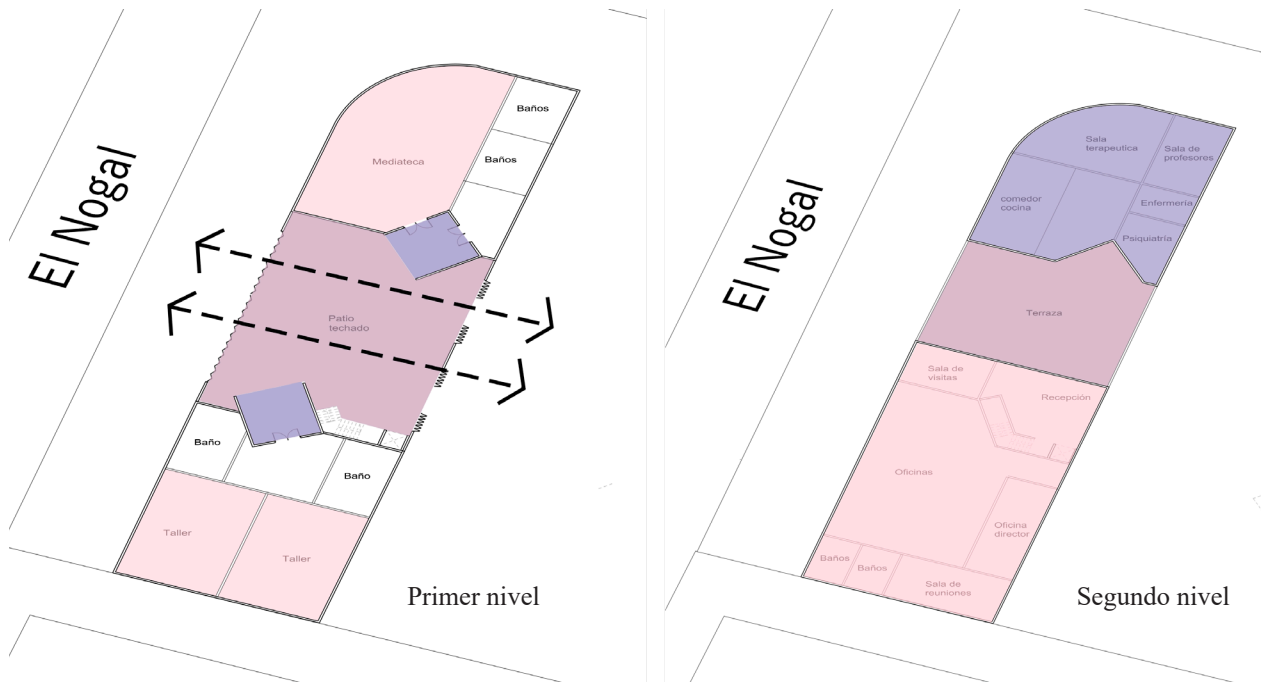 El Nogal
Baños
Baños
Mediateca
Patio
techado
Baño
Baño
Taller
Taller
Primer nivel
El Nogal
Sala
terapeutica
Sala de
profesores
comedor
cocina
Enfermería
Psiquiatría
Terraza
Sala de
visitas
Recepción
Oficinas
Oficina
director
Baños
Baños
Sala de
reuniones
Segundo nivel